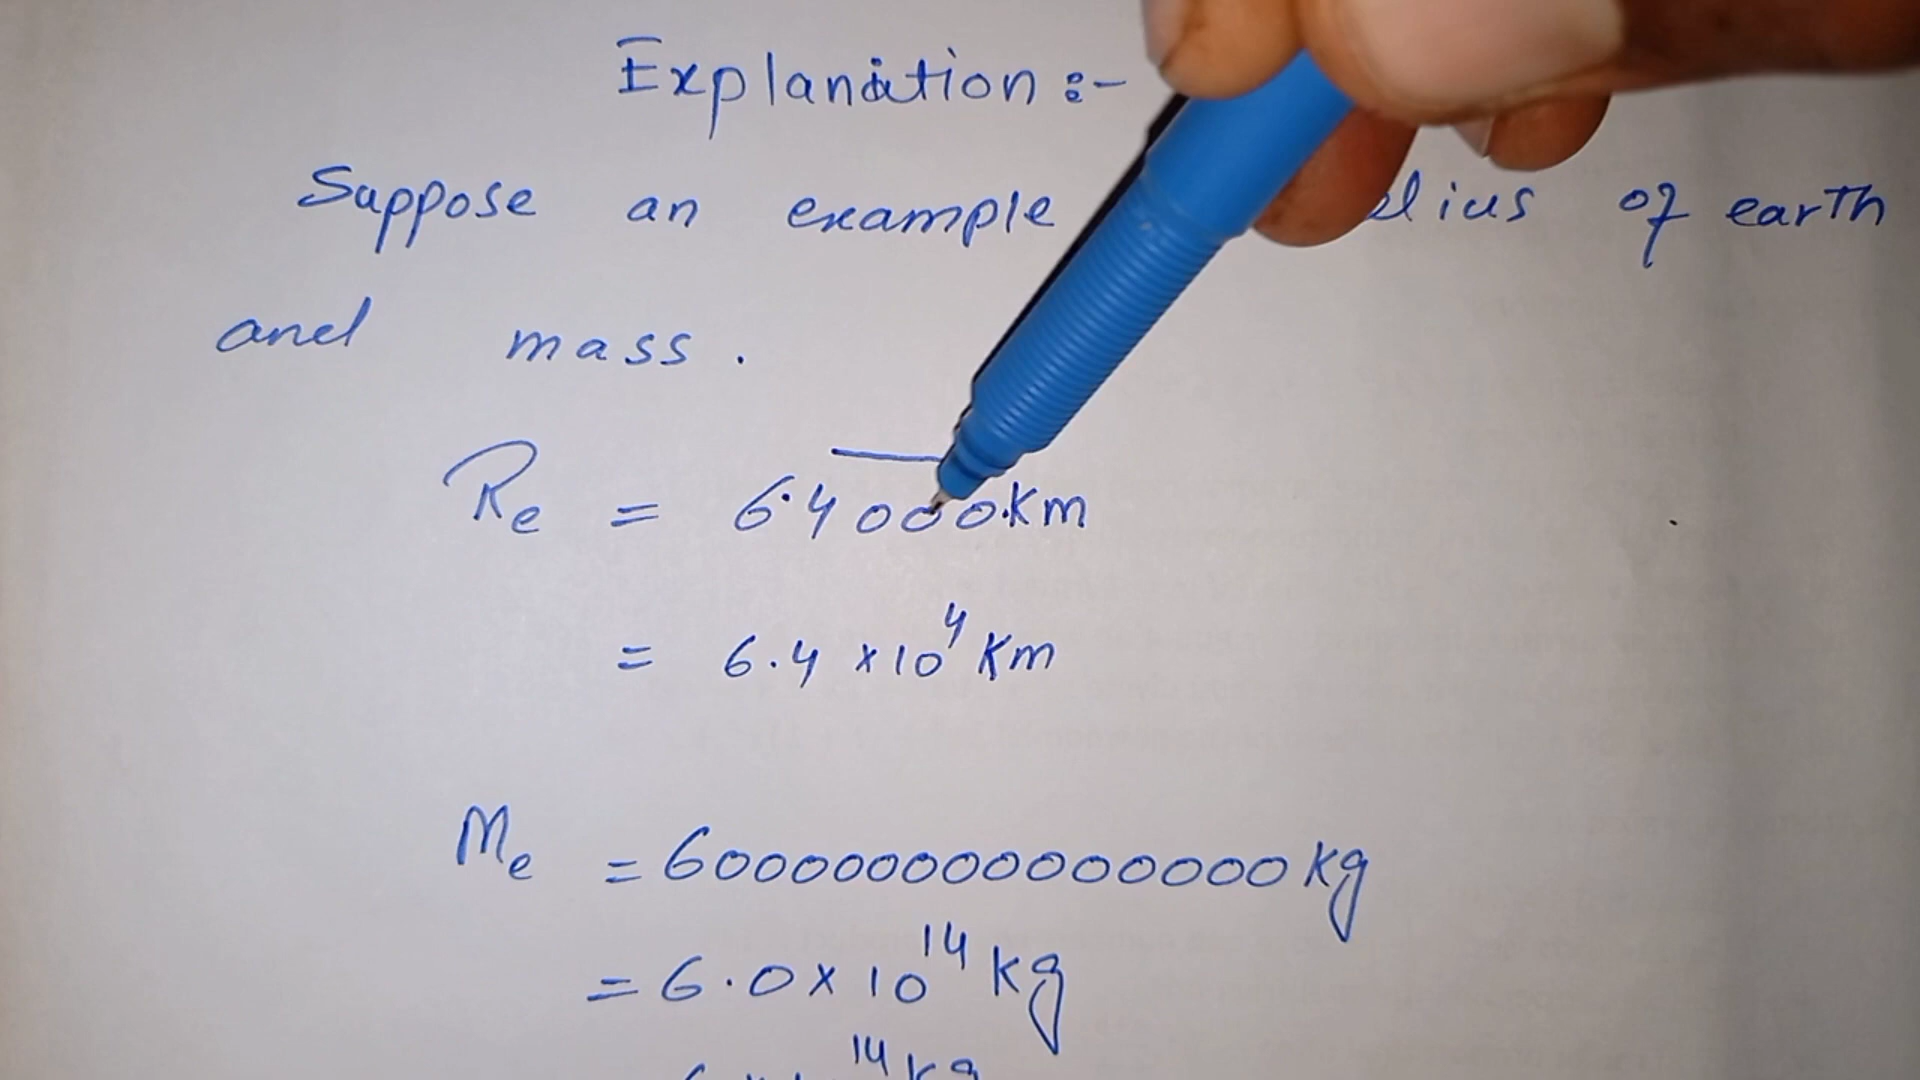 Explanation :-
Suppose an example of earth
and mass.
Re = 6.4000.Km
= 6.4 × 10⁴ Km
Me = 600000000000000 kg
= 6.0 × 10¹⁴ kg